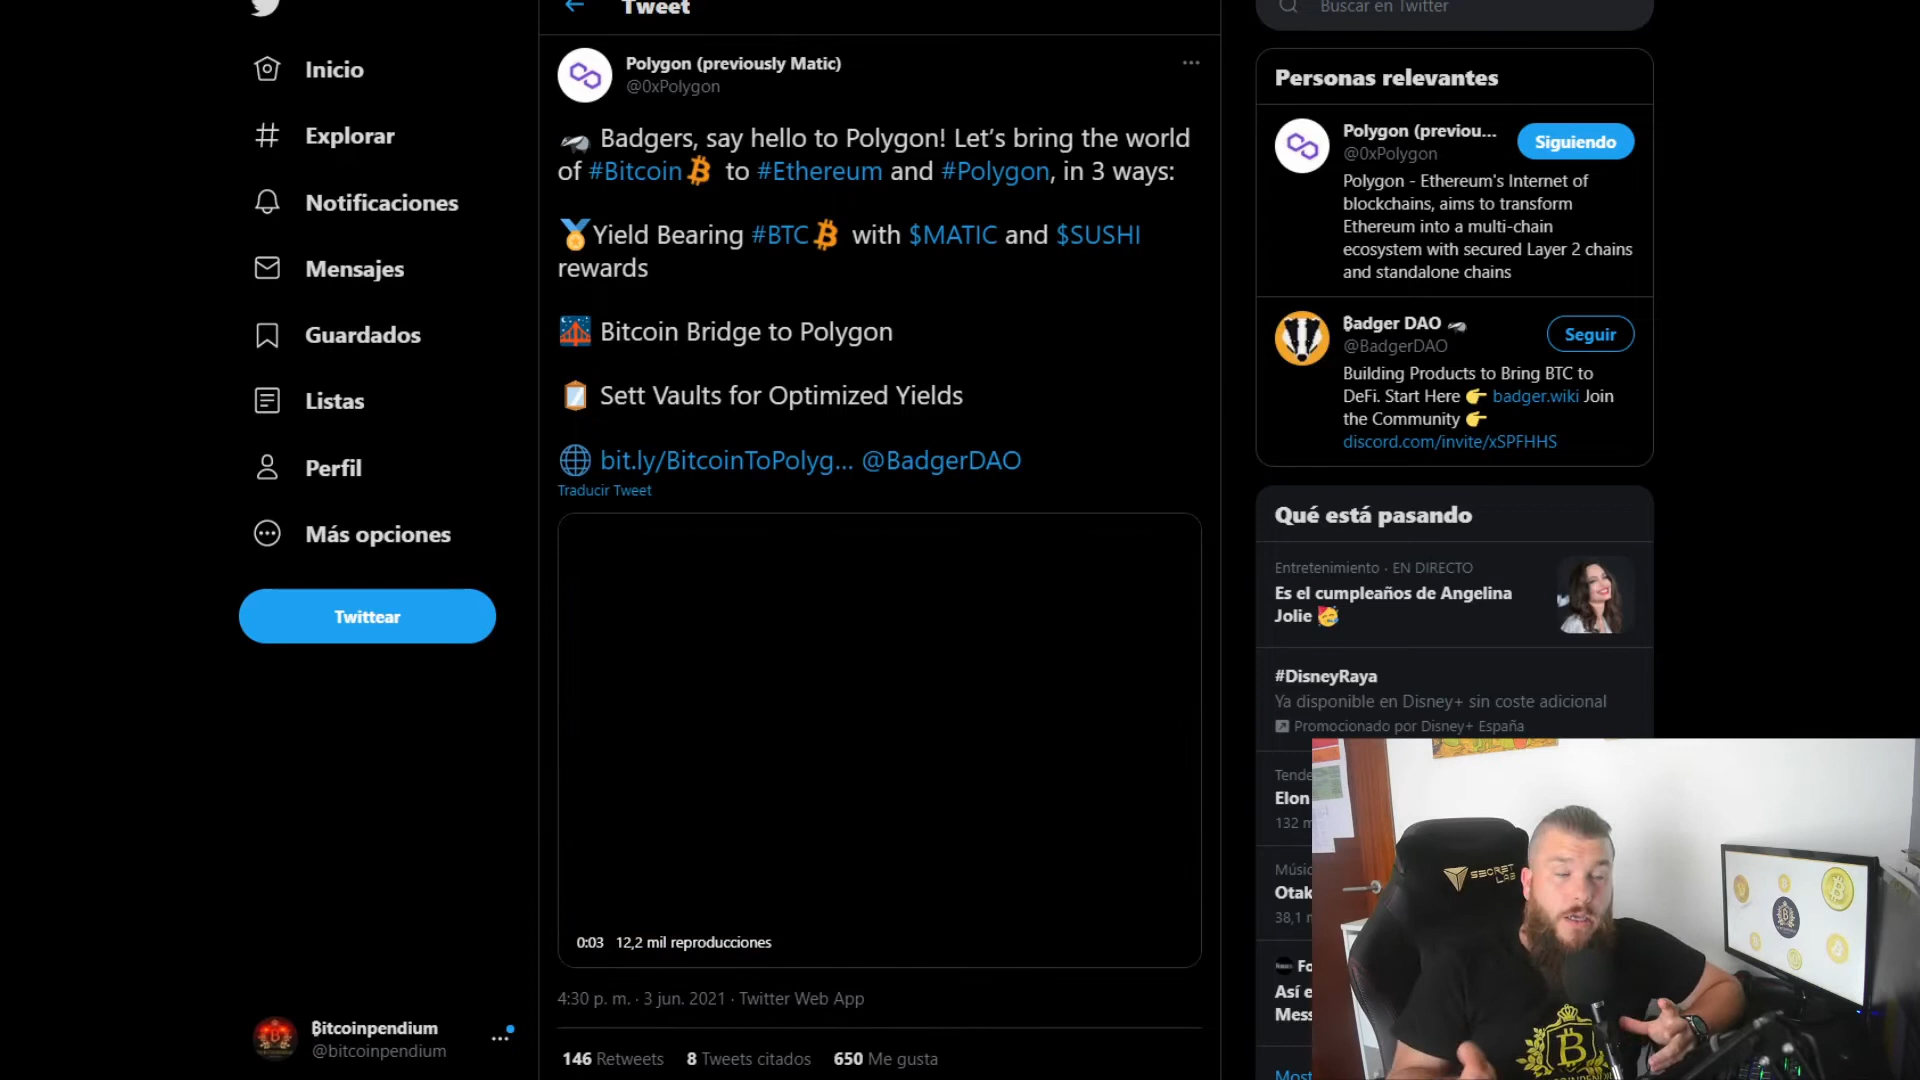 Tweet
Buscar en Twitter
Inicio
Explorar
Notificaciones
Mensajes
Guardados
Listas
Perfil
Más opciones
Twittear
₿itcoinpendium
@bitcoinpendium
Polygon (previously Matic)
@0xPolygon
🦡 Badgers, say hello to Polygon! Let’s bring the world
of #Bitcoin to #Ethereum and #Polygon, in 3 ways:
🏅Yield Bearing #BTC with $MATIC and $SUSHI
rewards
🌉 Bitcoin Bridge to Polygon
Sett Vaults for Optimized Yields
🌐 bit.ly/BitcoinToPolyg... @BadgerDAO
Traducir Tweet
0:03 12,2 mil reproducciones
4:30 p. m. · 3 jun. 2021 · Twitter Web App
146 Retweets 8 Tweets citados 650 Me gusta
Personas relevantes
Polygon (previou...
@0xPolygon
Siguiendo
Polygon - Ethereum's Internet of
blockchains, aims to transform
Ethereum into a multi-chain
ecosystem with secured Layer 2 chains
and standalone chains
₿adger DAO 🦡
@BadgerDAO
Seguir
Building Products to Bring BTC to
DeFi. Start Here 👉 badger.wiki Join
the Community 👉
discord.com/invite/xSPFHHS
Qué está pasando
Entretenimiento · EN DIRECTO
Es el cumpleaños de Angelina
Jolie 🥳
#DisneyRaya
Ya disponible en Disney+ sin coste adicional
Promocionado por Disney+ España
Tende
Elon
132 m
Músic
Otak
38,1 m
Fo
Así e
Mess
Most
SECRET
LAB